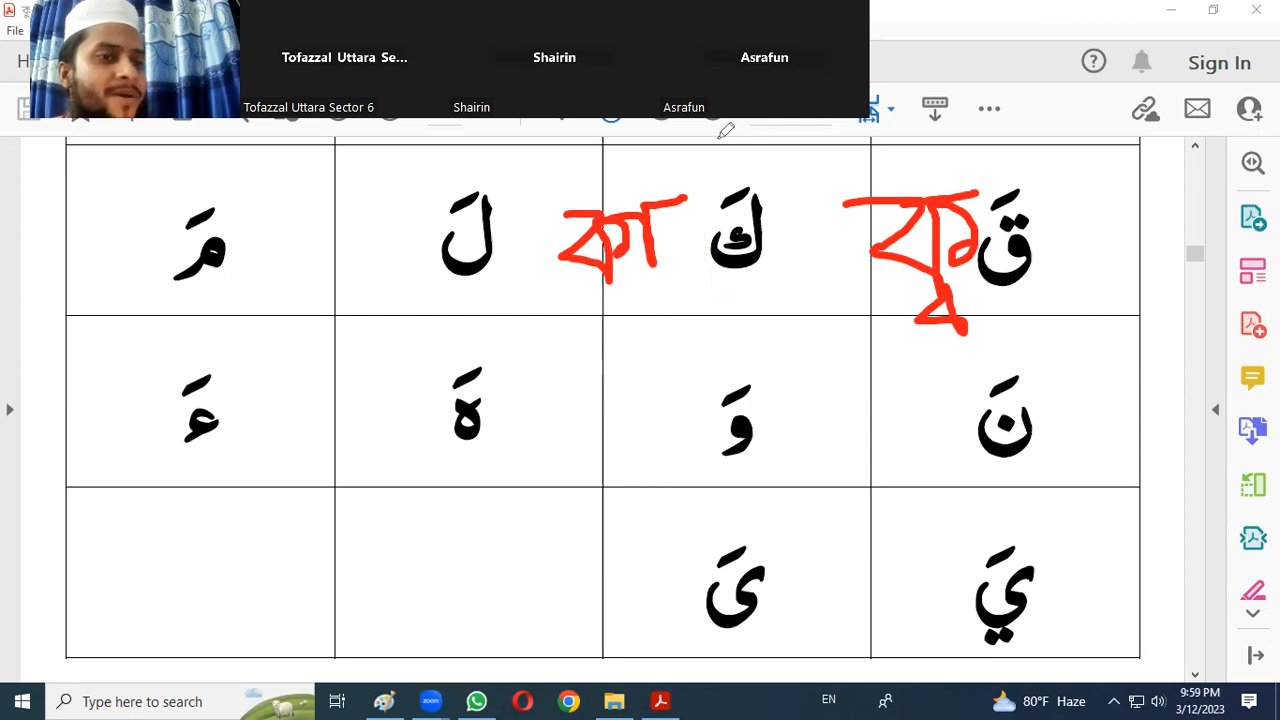 File
Tofazzal Uttara Se...
Shairin
Asrafun
Sign In
Tofazzal Uttara Sector 6
Shairin
Asrafun
قَ كَ لَ مَ
কা
نَ وَ هَ ءَ
يَ ىَ
Type here to search
EN
80°F Haze
9:59 PM
3/12/2023